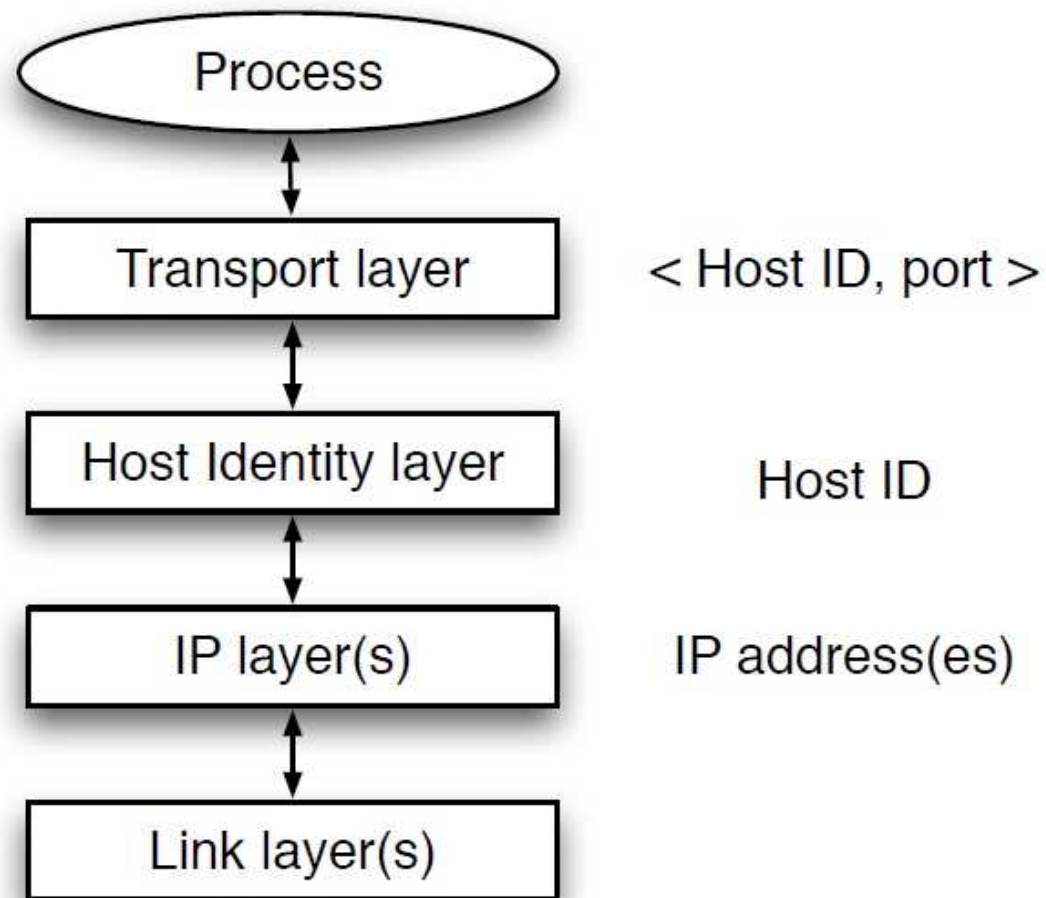 Process
Transport layer
< Host ID, port >
Host Identity layer
Host ID
IP layer(s)
IP address(es)
Link layer(s)